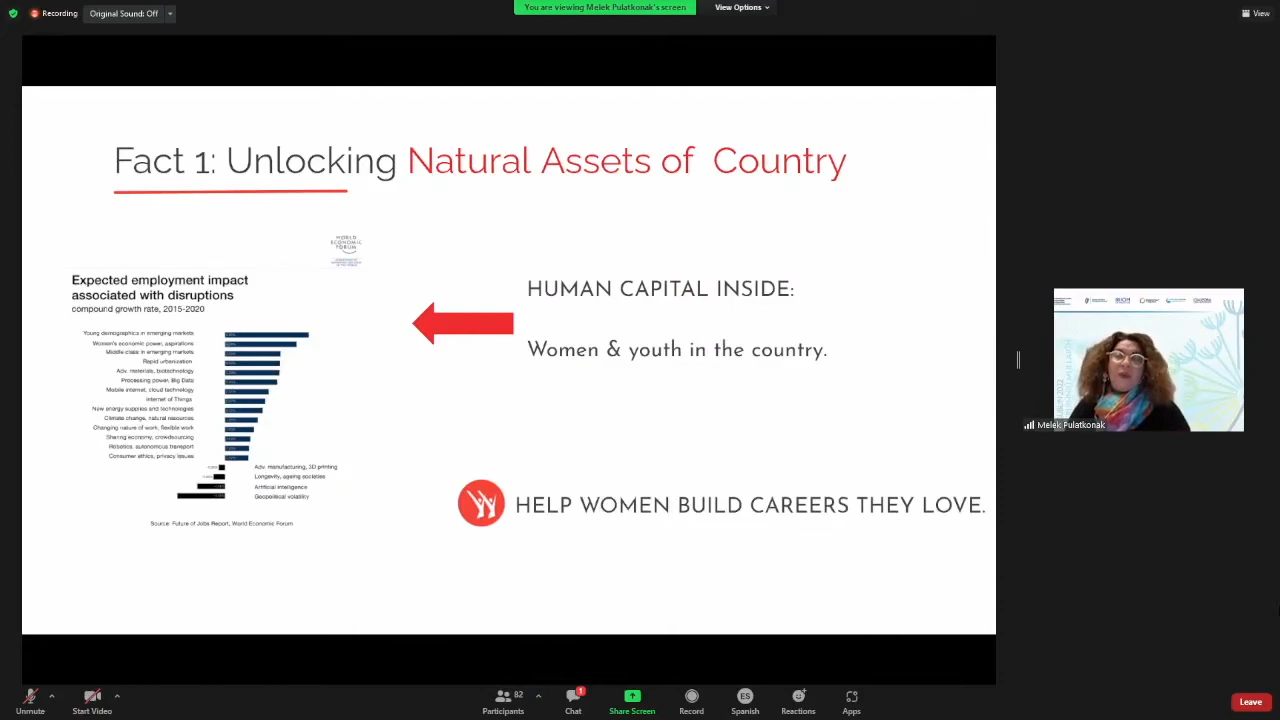 Recording
Original Sound: Off
You are viewing Melek Pulatkonak's screen
View Options
View
Fact 1: Unlocking Natural Assets of Country
WORLD
ECONOMIC
FORUM
Expected employment impact
associated with disruptions
compound growth rate, 2015-2020
Young demographics in emerging markets
Women's economic power, aspirations
Middle class in emerging markets
Rapid urbanization
Adv. materials, biotechnology
Processing power, Big Data
Mobile internet, cloud technology
Internet of Things
New energy supplies and technologies
Climate change, natural resources
Changing nature of work, flexible work
Sharing economy, crowdsourcing
Robotics, autonomous transport
Consumer ethics, privacy issues
Adv. manufacturing, 3D printing
Longevity, ageing societies
Artificial intelligence
Geopolitical volatility
Source: Future of Jobs Report, World Economic Forum
HUMAN CAPITAL INSIDE:
Women & youth in the country.
HELP WOMEN BUILD CAREERS THEY LOVE.
Melek Pulatkonak
Unmute
Start Video
82
Participants
1
Chat
Share Screen
Record
ES
Spanish
Reactions
Apps
Leave